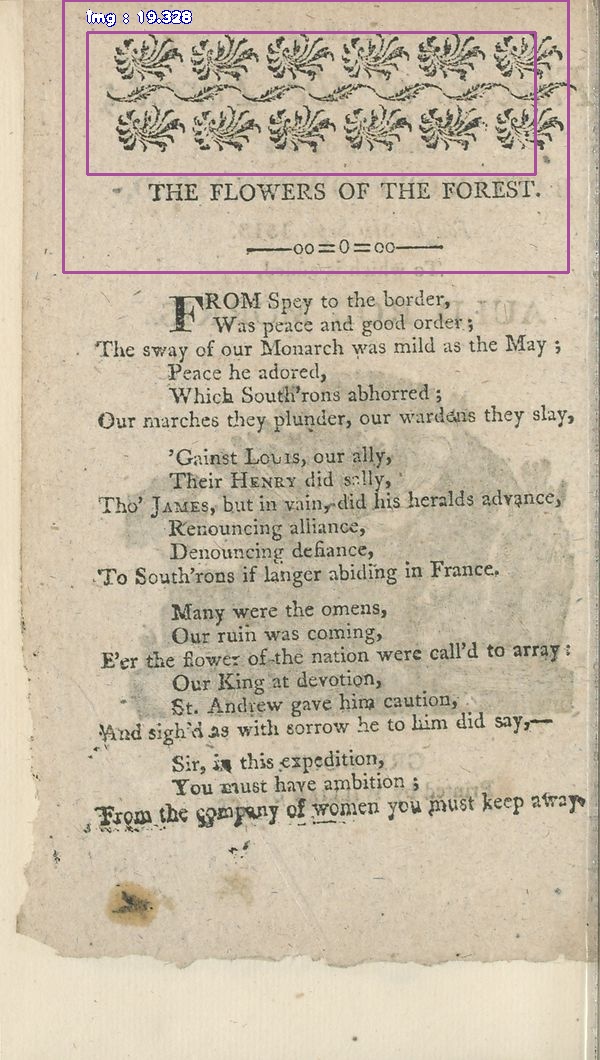 img : 19.328
THE FLOWERS OF THE FOREST.
oo=0=oo
FROM Spey to the border,
Was peace and good order;
The sway of our Monarch was mild as the May ;
Peace he adored,
Which South'rons abhorred ;
Our marches they plunder, our wardens they slay,
'Gainst LOUIS, our ally,
Their HENRY did sally,
Tho' JAMES, but in vain, did his heralds advance,
Renouncing alliance,
Denouncing defiance,
To South'rons if langer abiding in France.
Many were the omens,
Our ruin was coming,
E'er the flower of the nation were call'd to array:
Our King at devotion,
St. Andrew gave him caution,
And sigh'd as with sorrow he to him did say,—
Sir, in this expedition,
You must have ambition ;
From the company of women you must keep away.